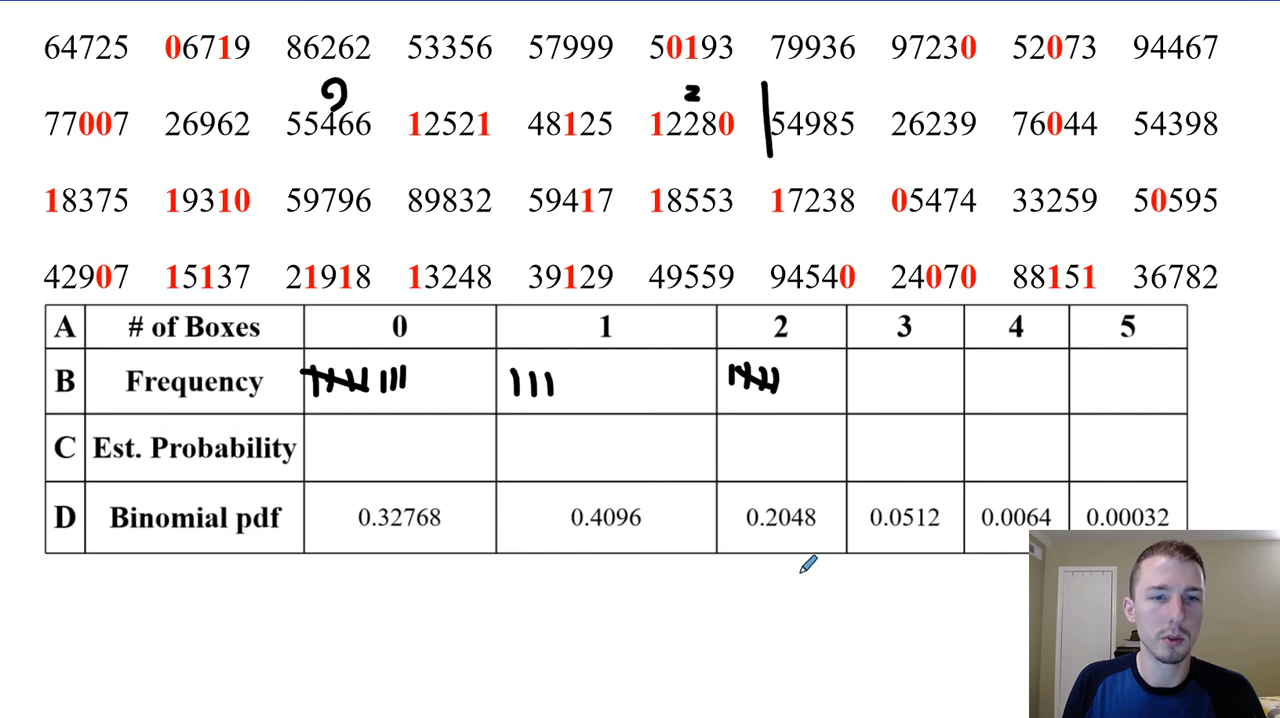 64725 06719 86262 53356 57999 50193 79936 97230 52073 94467
2 2
77007 26962 55466 12521 48125 12280 54985 26239 76044 54398
18375 19310 59796 89832 59417 18553 17238 05474 33259 50595
42907 15137 21918 13248 39129 49559 94540 24070 88151 36782
A # of Boxes 0 1 2 3 4 5
B Frequency
C Est. Probability
D Binomial pdf 0.32768 0.4096 0.2048 0.0512 0.0064 0.00032